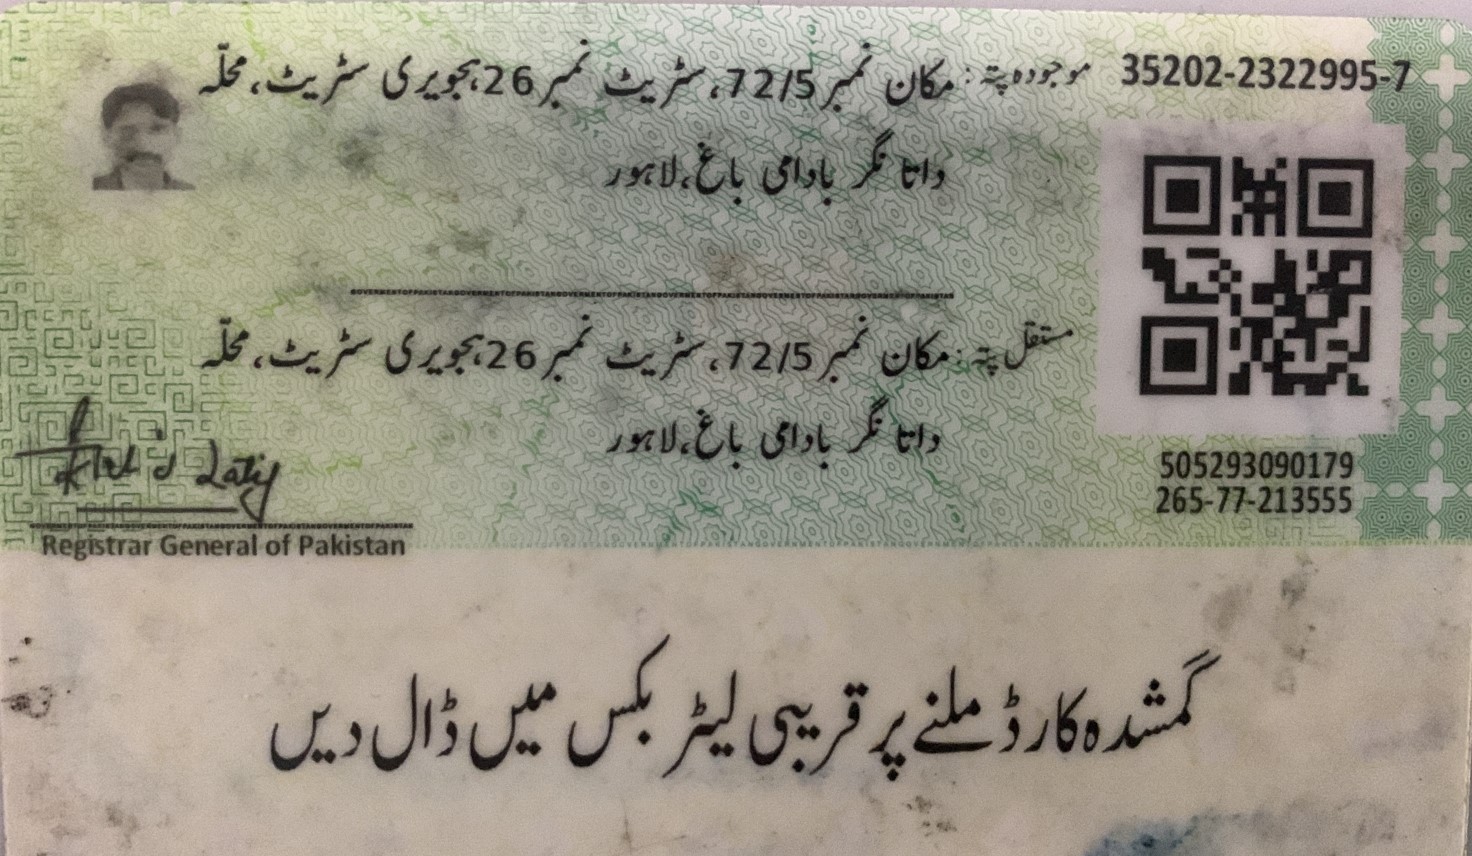 35202-2322995-7
موجودہ پتہ: مکان نمبر 72/5، سٹریٹ نمبر 26،ہجویری سٹریٹ، محلّہ
داتا نگر بادامی باغ،لاہور
مستقل پتہ: مکان نمبر 72/5، سٹریٹ نمبر 26،ہجویری سٹریٹ، محلّہ
داتا نگر بادامی باغ،لاہور
505293090179
265-77-213555
Registrar General of Pakistan
گمشدہ کارڈ ملنے پر قریبی لیٹر بکس میں ڈال دیں